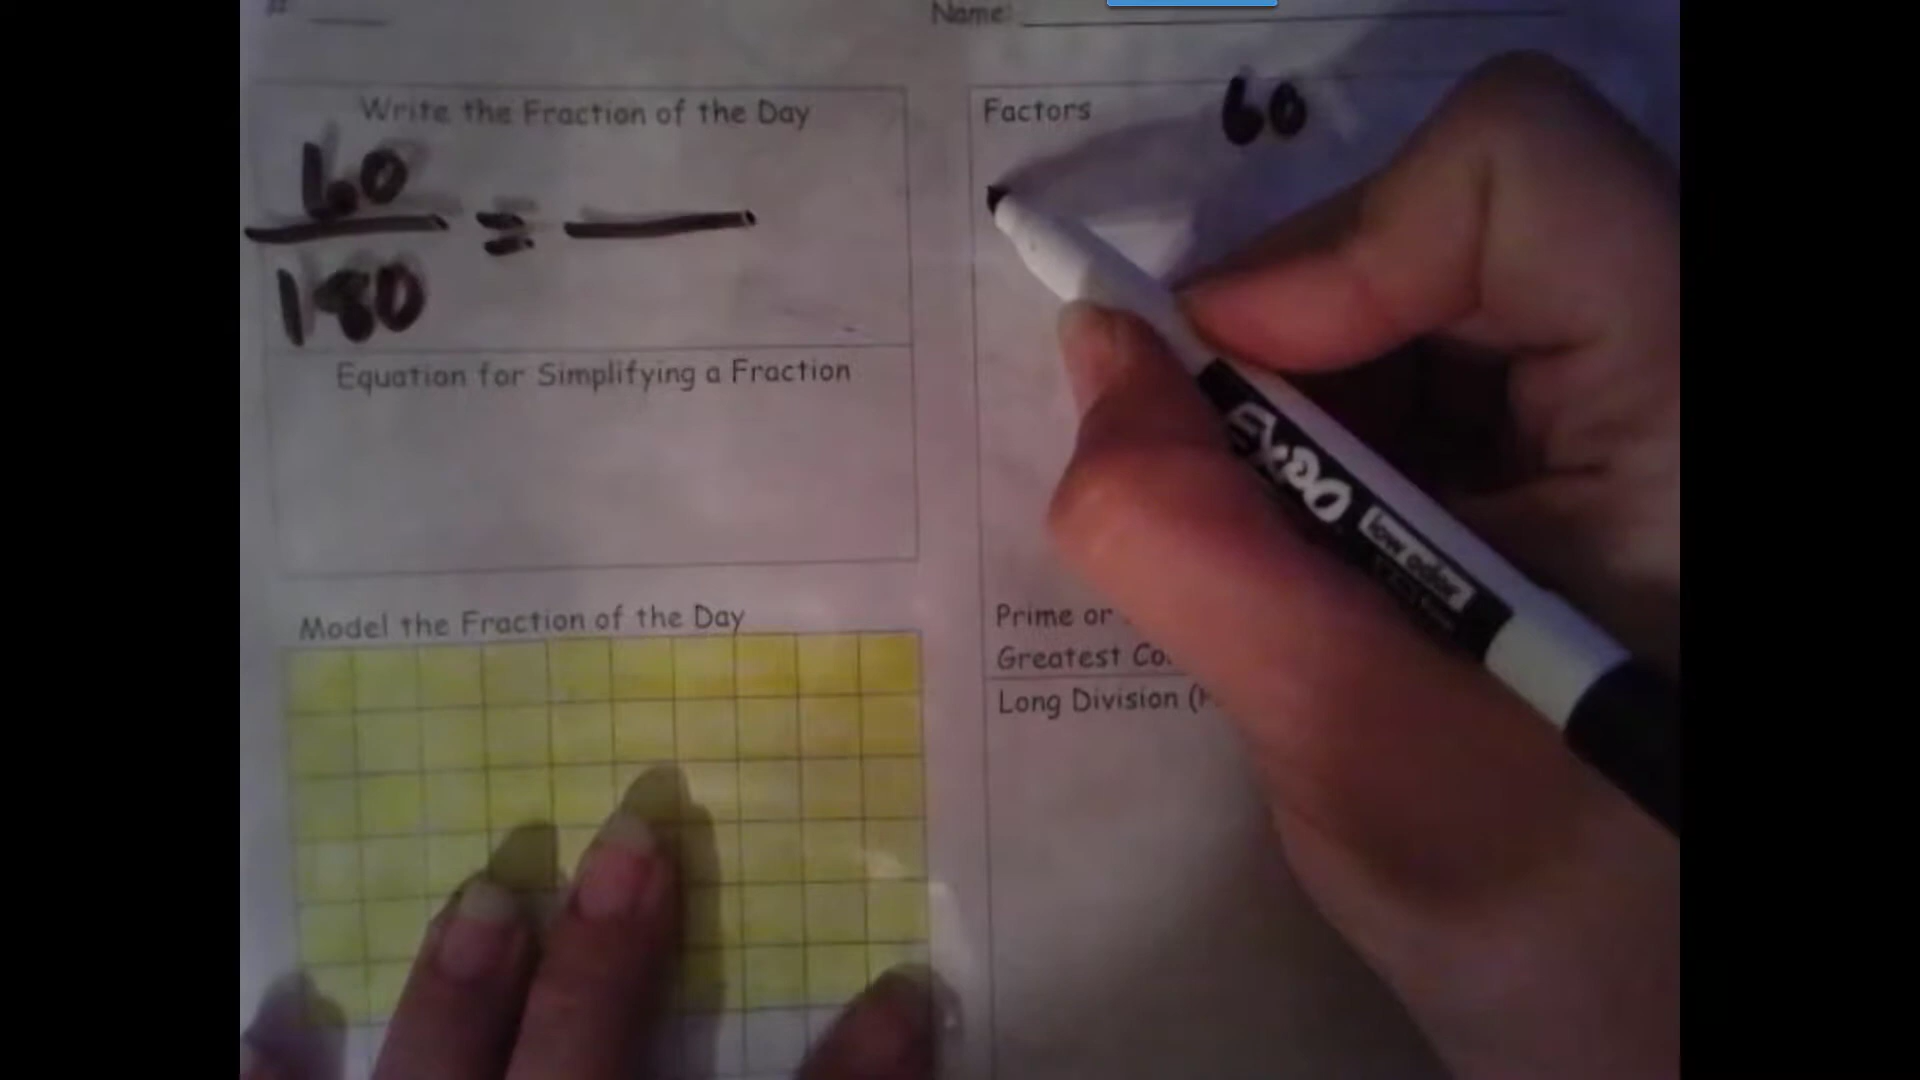 Name:
Write the Fraction of the Day
60
180
=
Equation for Simplifying a Fraction
Model the Fraction of the Day
Factors
60
EXPO
low odor
Prime or
Greatest Co
Long Division (